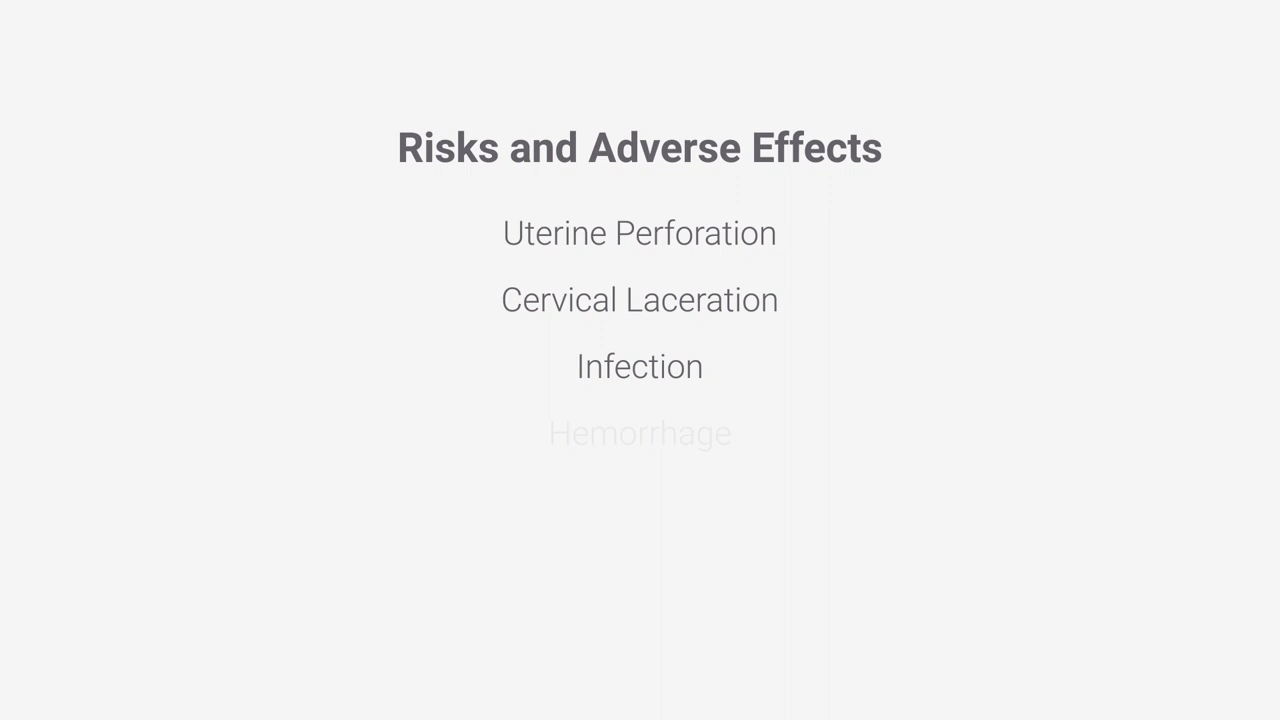 Risks and Adverse Effects
Uterine Perforation
Cervical Laceration
Infection
Hemorrhage